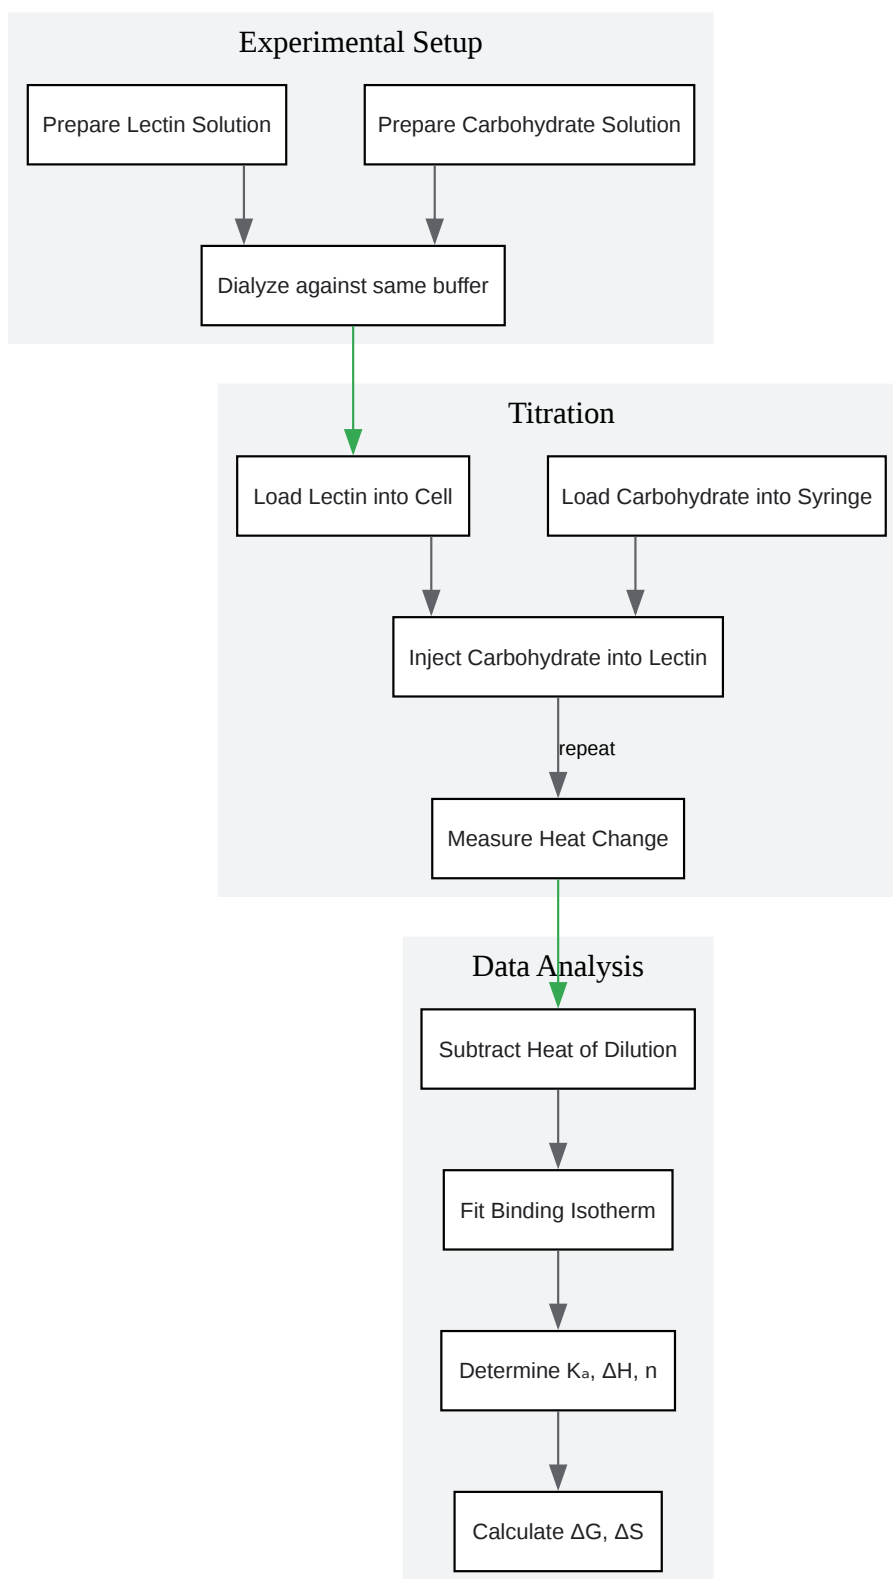 Experimental Setup
Prepare Lectin Solution
Prepare Carbohydrate Solution
Dialyze against same buffer
Titration
Load Lectin into Cell
Load Carbohydrate into Syringe
Inject Carbohydrate into Lectin
repeat
Measure Heat Change
Data Analysis
Subtract Heat of Dilution
Fit Binding Isotherm
Determine Kₐ, ΔH, n
Calculate ΔG, ΔS